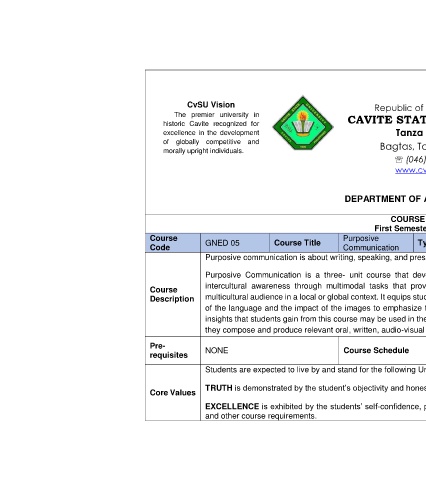 CvSU Vision
The premier university in
historic Cavite recognized for
excellence in the development
of globally competitive and
morally upright individuals.
Republic of
CAVITE STAT
Tanza
Bagtas, Ta
☏ (046)
www.cv
DEPARTMENT OF A
COURSE
First Semeste
Course Code
GNED 05
Course Title
Purposive Communication
Ty
Course Description
Purposive communication is about writing, speaking, and pres
Purposive Communication is a three- unit course that deve
intercultural awareness through multimodal tasks that prov
multicultural audience in a local or global context. It equips stud
of the language and the impact of the images to emphasize t
insights that students gain from this course may be used in the
they compose and produce relevant oral, written, audio-visual
Pre-requisites
NONE
Course Schedule
Core Values
Students are expected to live by and stand for the following Un
TRUTH is demonstrated by the student's objectivity and hones
EXCELLENCE is exhibited by the students' self-confidence, p
and other course requirements.